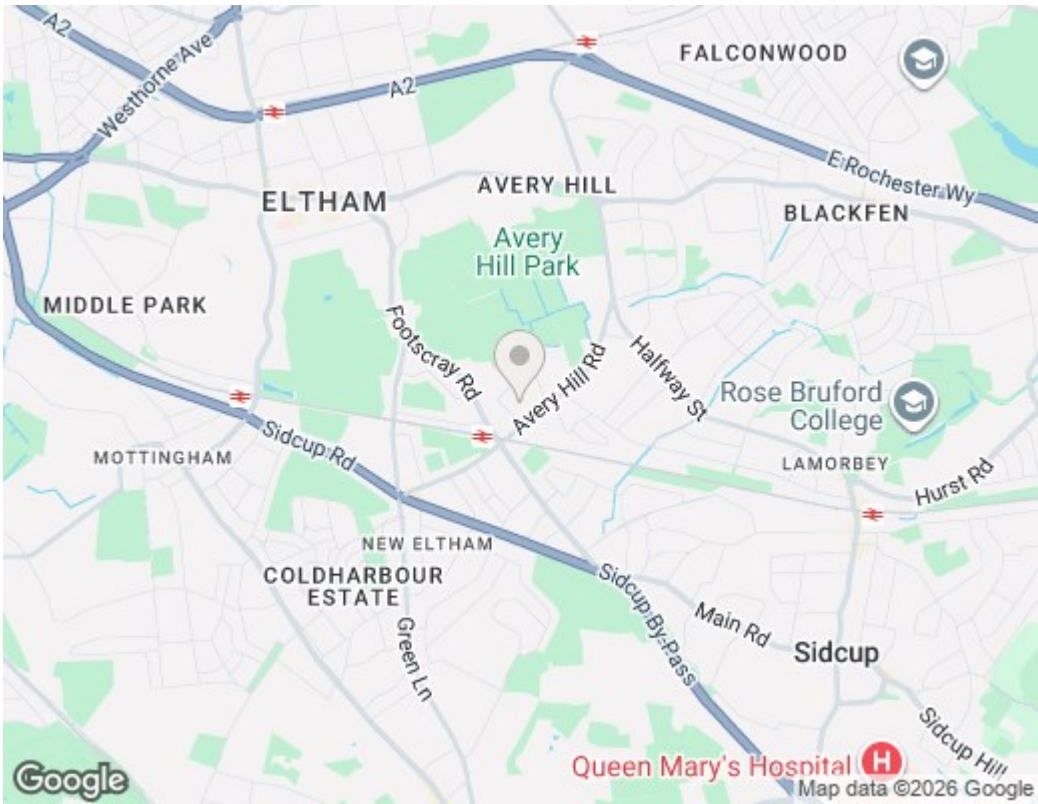 A2
Westhorne Ave
A2
FALCONWOOD
E Rochester Wy
AVERY HILL
ELTHAM
BLACKFEN
Avery
Hill Park
MIDDLE PARK
Footscray Rd
Avery Hill Rd
Halfway St
Rose Bruford
College
Sidcup Rd
MOTTINGHAM
LAMORBEY
Hurst Rd
NEW ELTHAM
COLDHARBOUR
ESTATE
Green Ln
Sidcup By-Pass
Main Rd
Sidcup
Sidcup Hill
Queen Mary's Hospital
H
Google
Map data ©2026 Google